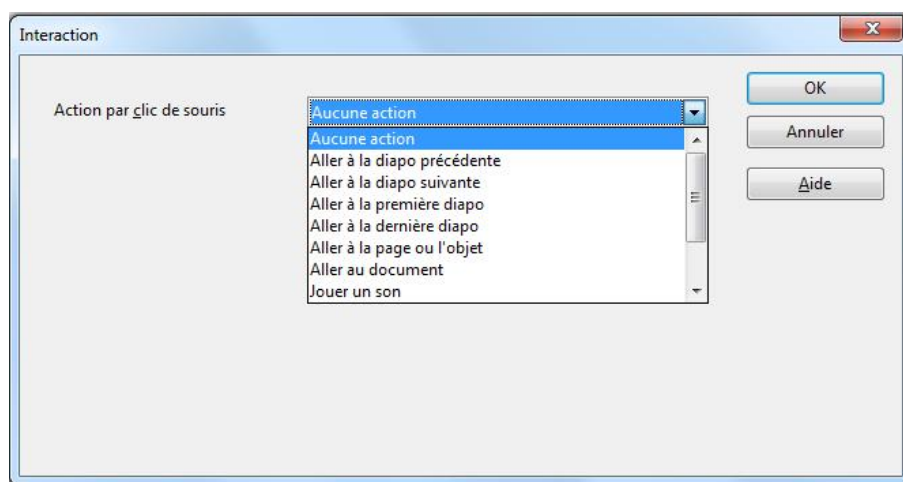 Interaction
Action par clic de souris
Aucune action
OK
Aucune action
Annuler
Aller à la diapo précédente
Aller à la diapo suivante
Aide
Aller à la première diapo
Aller à la dernière diapo
Aller à la page ou l'objet
Aller au document
Jouer un son